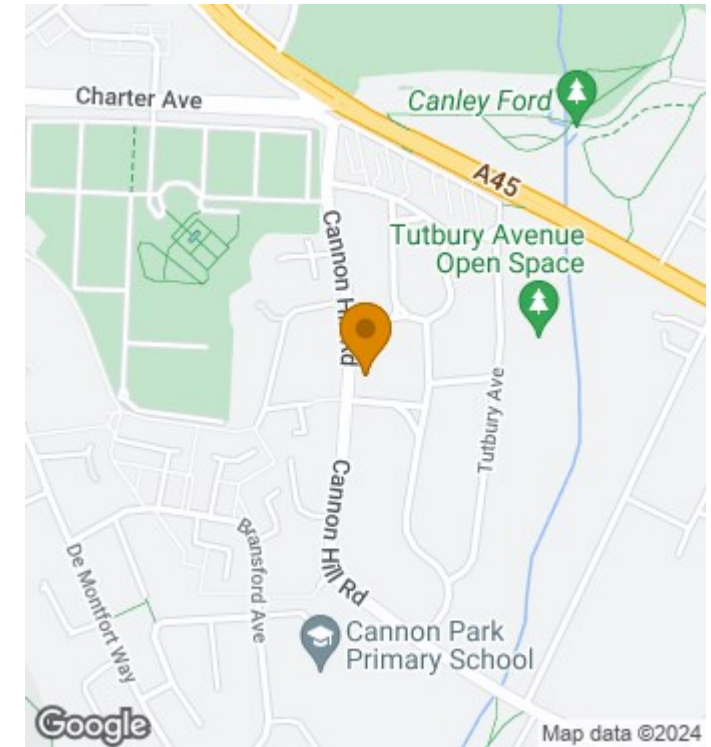 Charter Ave
Canley Ford
A45
Cannon Hill Rd
Tutbury Avenue
Open Space
Tutbury Ave
Cannon Hill Rd
Bransford Ave
De Montfort Way
Cannon Park
Primary School
Google
Map data ©2024